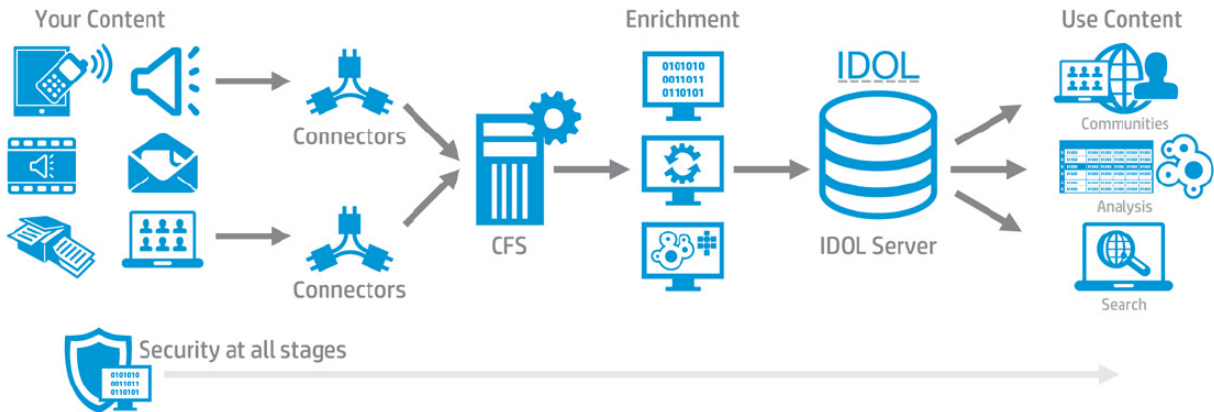 Your Content
Enrichment
Use Content
0101010
0011011
0110101
IDOL
Connectors
Communities
CFS
IDOL Server
Analysis
Connectors
Search
Security at all stages
0101010
0011011
0110101